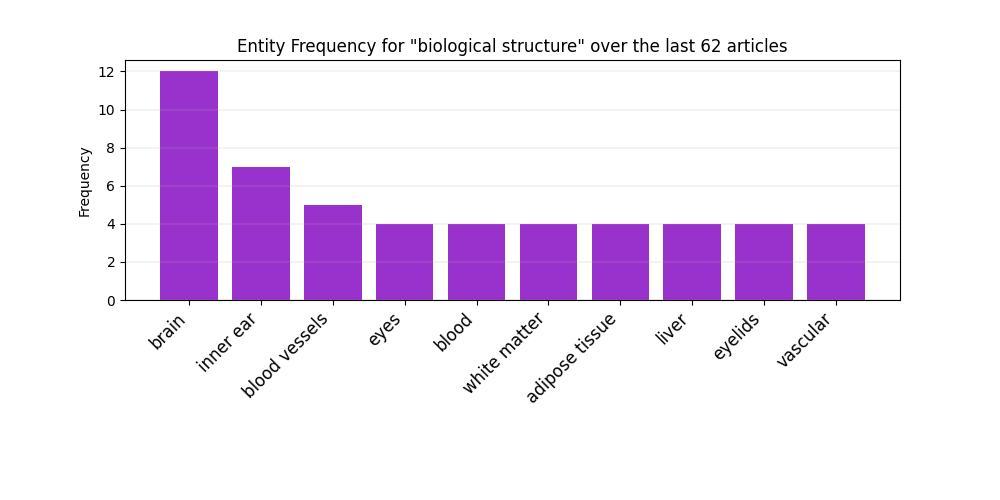 Entity Frequency for "biological structure" over the last 62 articles
Frequency
12
10
8
6
4
2
0
brain
inner ear
blood vessels
eyes
blood
white matter
adipose tissue
liver
eyelids
vascular